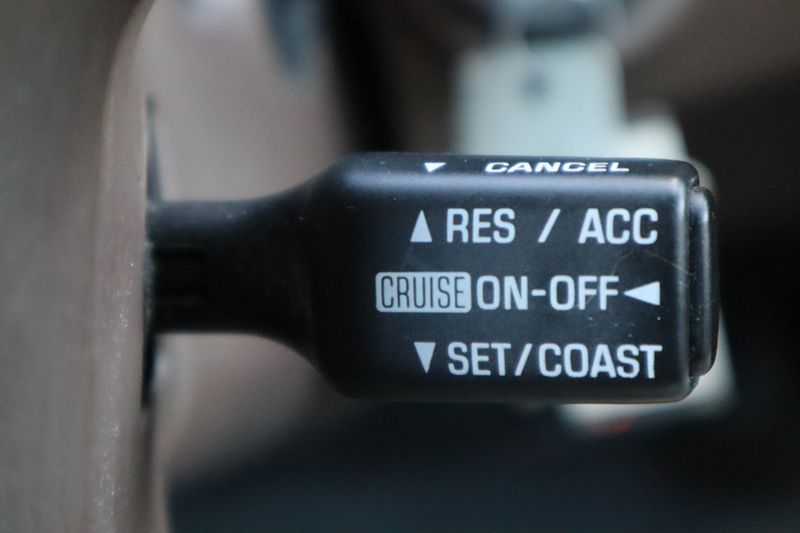 ▼ CANCEL
▲ RES / ACC
CRUISE ON-OFF ◀
▼ SET/COAST